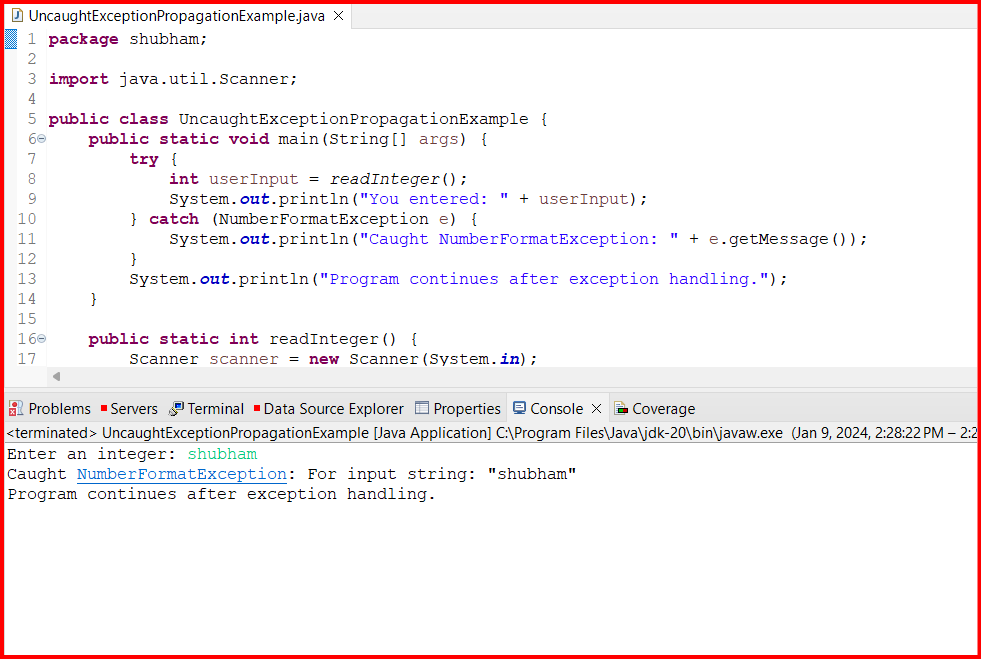 UncaughtExceptionPropagationExample.java
1 package shubham;
2
3 import java.util.Scanner;
4
5 public class UncaughtExceptionPropagationExample {
6 public static void main(String[] args) {
7 try {
8 int userInput = readInteger();
9 System.out.println("You entered: " + userInput);
10 } catch (NumberFormatException e) {
11 System.out.println("Caught NumberFormatException: " + e.getMessage());
12 }
13 System.out.println("Program continues after exception handling.");
14 }
15
16 public static int readInteger() {
17 Scanner scanner = new Scanner(System.in);
Problems Servers Terminal Data Source Explorer Properties Console Coverage
<terminated> UncaughtExceptionPropagationExample [Java Application] C:\Program Files\Java\jdk-20\bin\javaw.exe (Jan 9, 2024, 2:28:22 PM – 2:2
Enter an integer: shubham
Caught NumberFormatException: For input string: "shubham"
Program continues after exception handling.